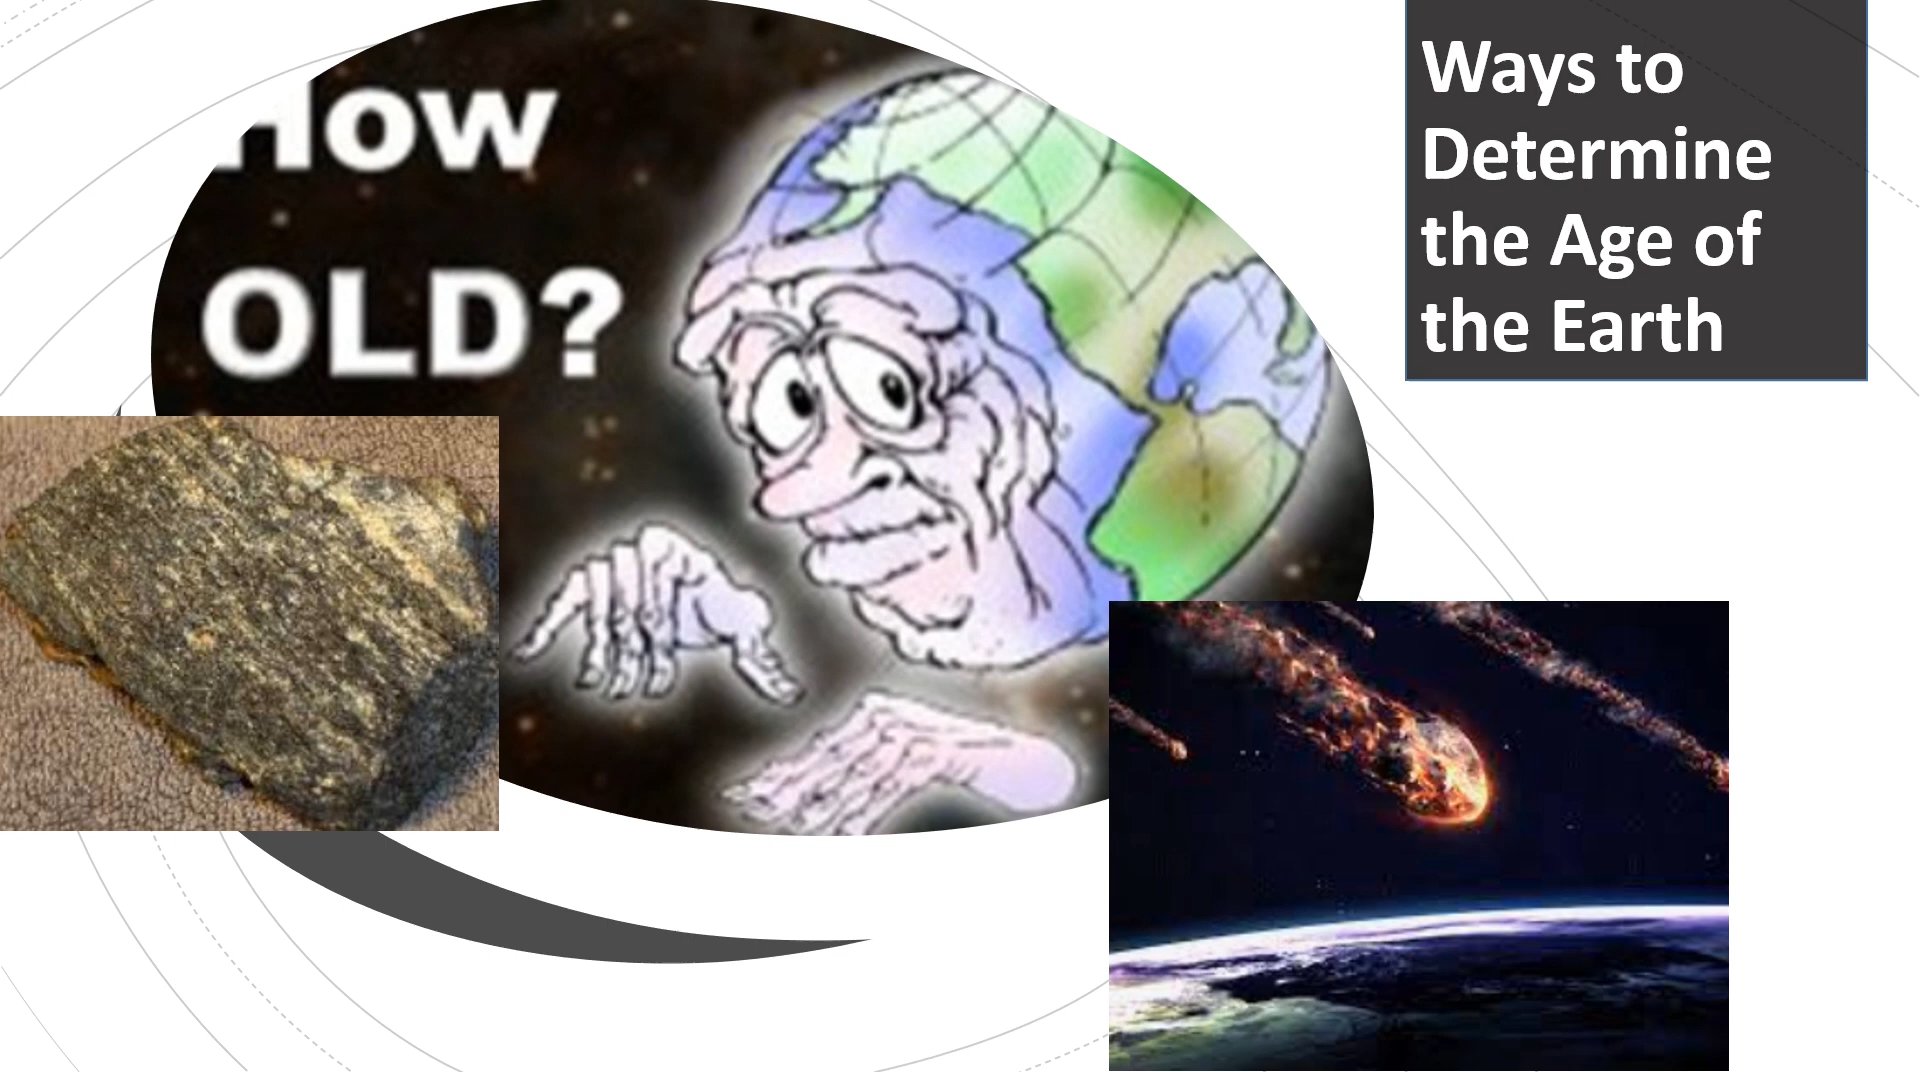 How
OLD?
Ways to
Determine
the Age of
the Earth